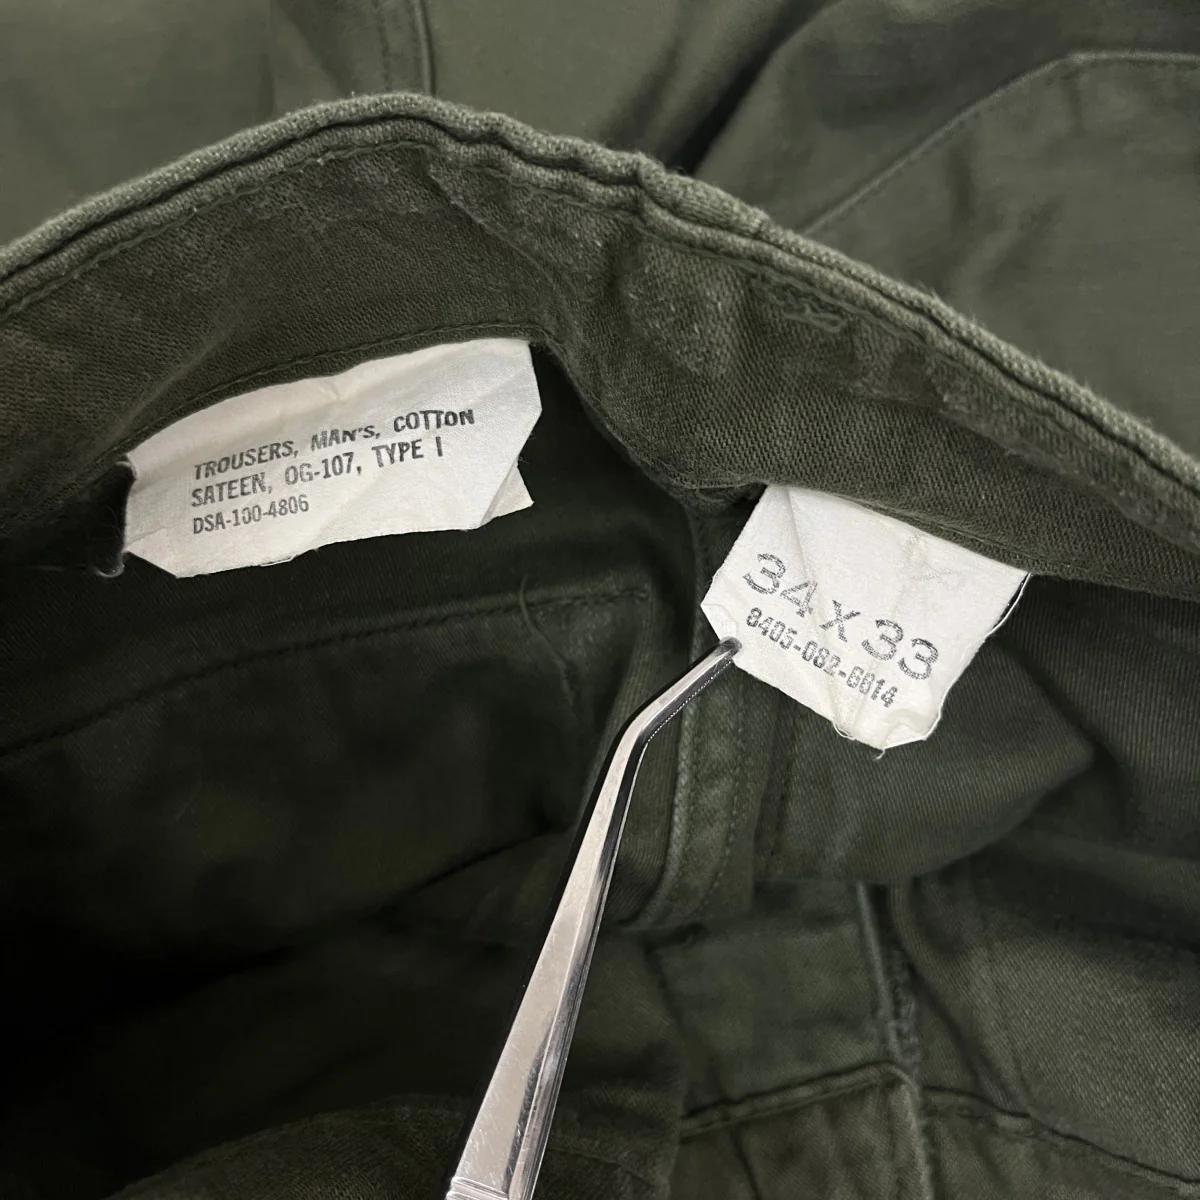 TROUSERS, MAN'S, COTTON
SATEEN, OG-107, TYPE I
DSA-100-4806
34 X 33
8405-082-6614